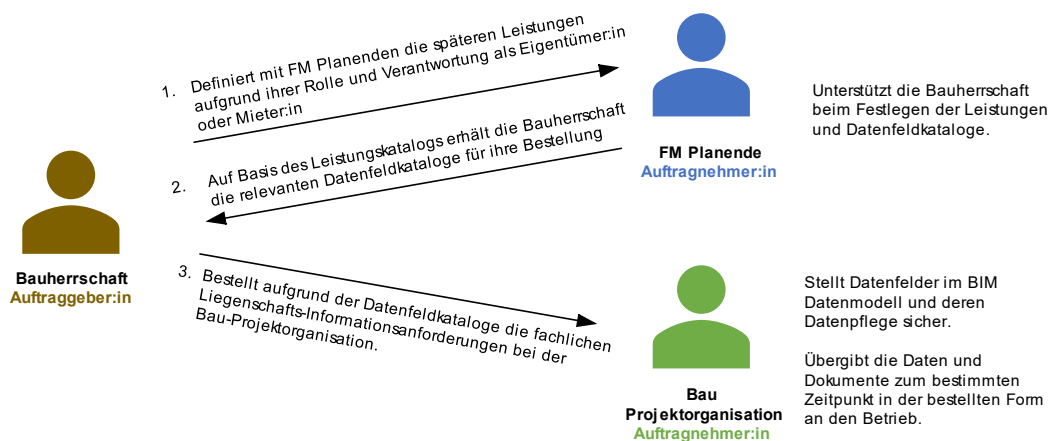 1. Definiert mit FM Planenden die späteren Leistungen
aufgrund ihrer Rolle und Verantwortung als Eigentümer:in
oder Mieter:in
Unterstützt die Bauherrschaft
beim Festlegen der Leistungen
und Datenfeldkataloge.
FM Planende
Auftragnehmer:in
2. Auf Basis des Leistungskatalogs erhält die Bauherrschaft
die relevanten Datenfeldkataloge für ihre Bestellung
Bauherrschaft
Auftraggeber:in
3. Bestellt aufgrund der Datenfeldkataloge die fachlichen
Liegenschafts-Informationsanforderungen bei der
Bau-Projektorganisation.
Stellt Datenfelder im BIM
Datenmodell und deren
Datenpflege sicher.
Übergibt die Daten und
Dokumente zum bestimmten
Zeitpunkt in der bestellten Form
an den Betrieb.
Bau
Projektorganisation
Auftragnehmer:in